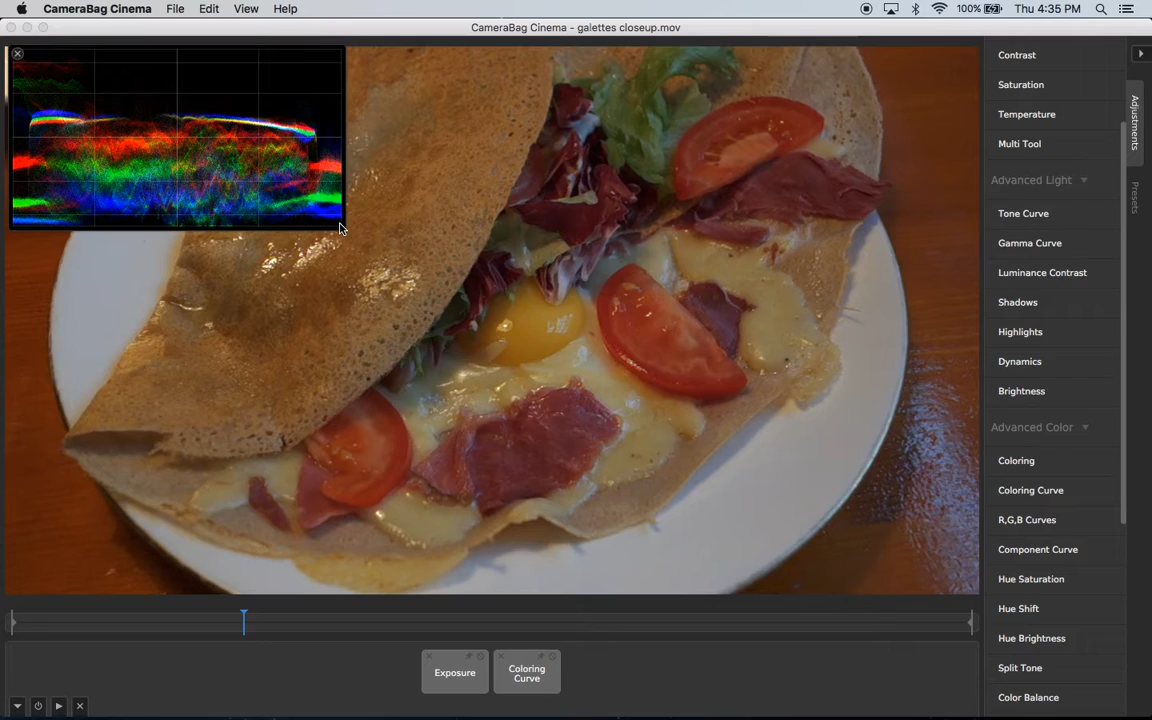 CameraBag Cinema File Edit View Help 100% Thu 4:35 PM
CameraBag Cinema - galettes closeup.mov
Contrast
Saturation
Temperature
Multi Tool
Advanced Light
Tone Curve
Gamma Curve
Luminance Contrast
Shadows
Highlights
Dynamics
Brightness
Advanced Color
Coloring
Coloring Curve
R,G,B Curves
Component Curve
Hue Saturation
Hue Shift
Hue Brightness
Split Tone
Color Balance
Adjustments
Presets
Exposure
Coloring
Curve